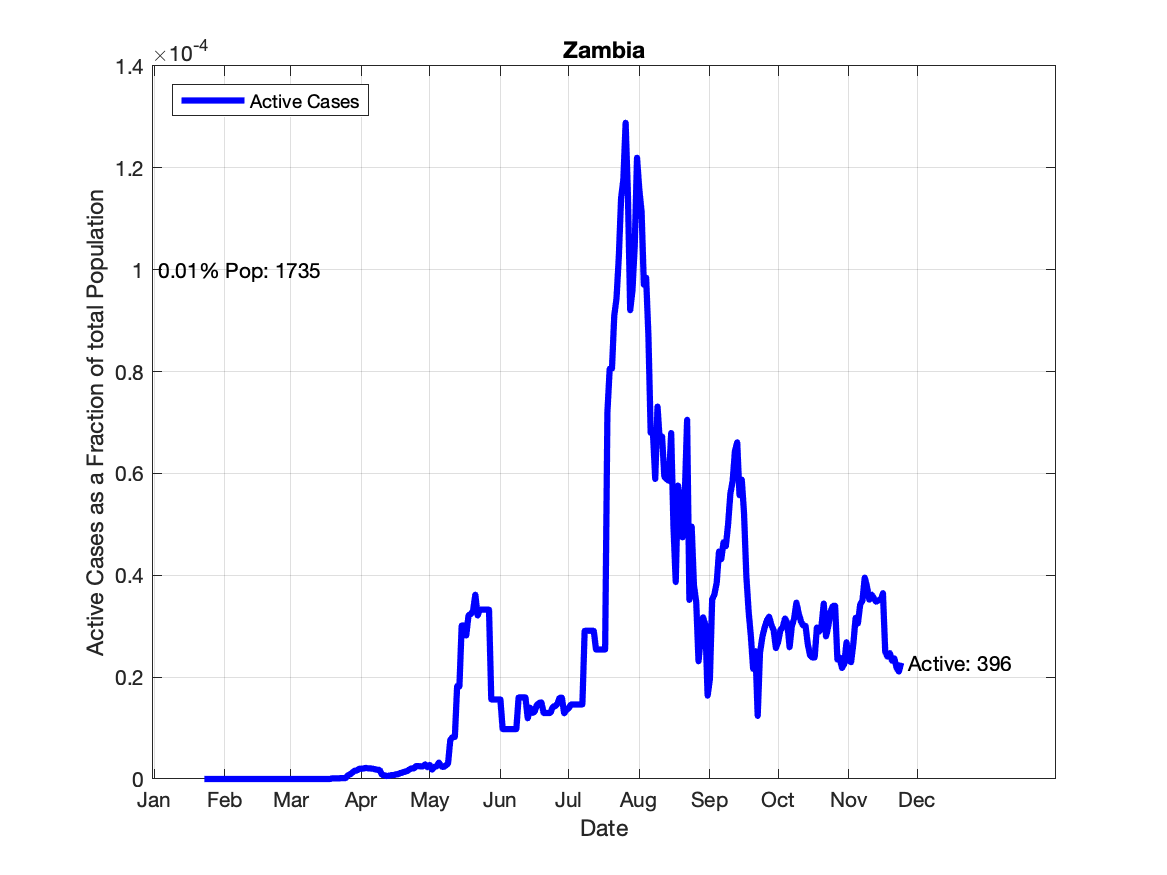 Zambia
×10-4
1.4
1.2
1
0.8
0.6
0.4
0.2
0
Active Cases
0.01% Pop: 1735
Active: 396
Active Cases as a Fraction of total Population
Jan Feb Mar Apr May Jun Jul Aug Sep Oct Nov Dec
Date